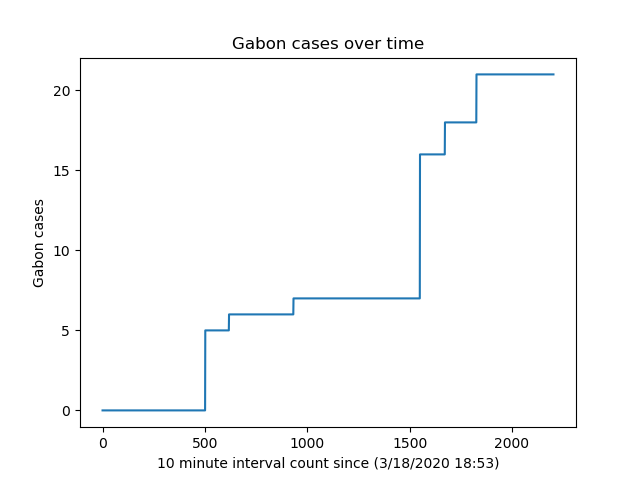 Gabon cases over time
20
15
10
5
0
Gabon cases
0 500 1000 1500 2000
10 minute interval count since (3/18/2020 18:53)